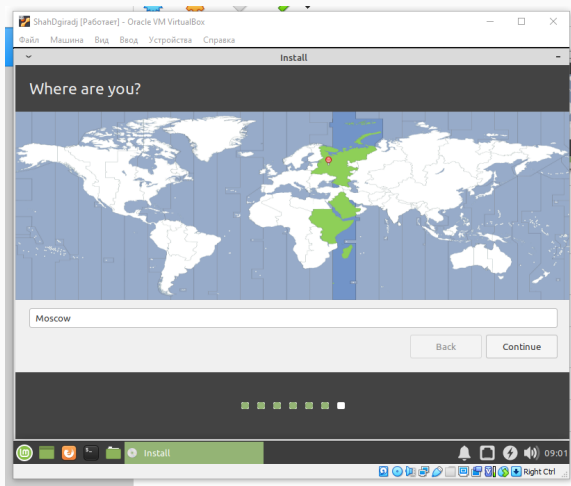 ShahDgiradj [Работает] - Oracle VM VirtualBox
Файл Машина Вид Ввод Устройства Справка
Install
Where are you?
Moscow
Back Continue
Install 09:01
Right Ctrl